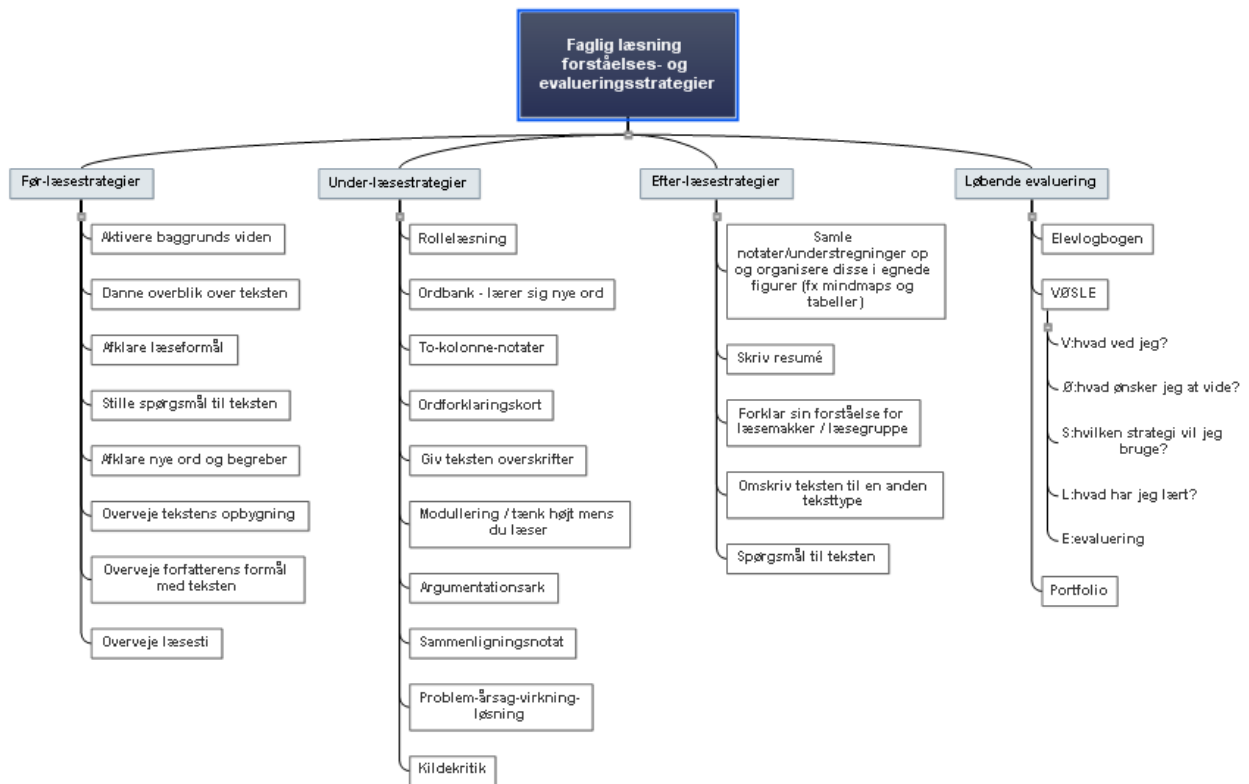 Faglig læsning
forståelses- og
evalueringsstrategier
Før-læsestrategier
Aktivere baggrunds viden
Danne overblik over teksten
Afklare læseformål
Stille spørgsmål til teksten
Afklare nye ord og begreber
Overveje tekstens opbygning
Overveje forfatterens formål
med teksten
Overveje læsesti
Under-læsestrategier
Rollelæsning
Ordbank - lærer sig nye ord
To-kolonne-notater
Ordforklaringskort
Giv teksten overskrifter
Modullering / tænk højt mens
du læser
Argumentationsark
Sammenligningsnotat
Problem-årsag-virkning-
løsning
Kildekritik
Efter-læsestrategier
Samle
notater/understregninger op
og organisere disse i egnede
figurer (fx mindmaps og
tabeller)
Skriv resumé
Forklar sin forståelse for
læsemakker / læsegruppe
Omskriv teksten til en anden
teksttype
Spørgsmål til teksten
Løbende evaluering
Elevlogbogen
VØSLE
V:hvad ved jeg?
Ø:hvad ønsker jeg at vide?
S:hvilken strategi vil jeg
bruge?
L:hvad har jeg lært?
E:evaluering
Portfolio